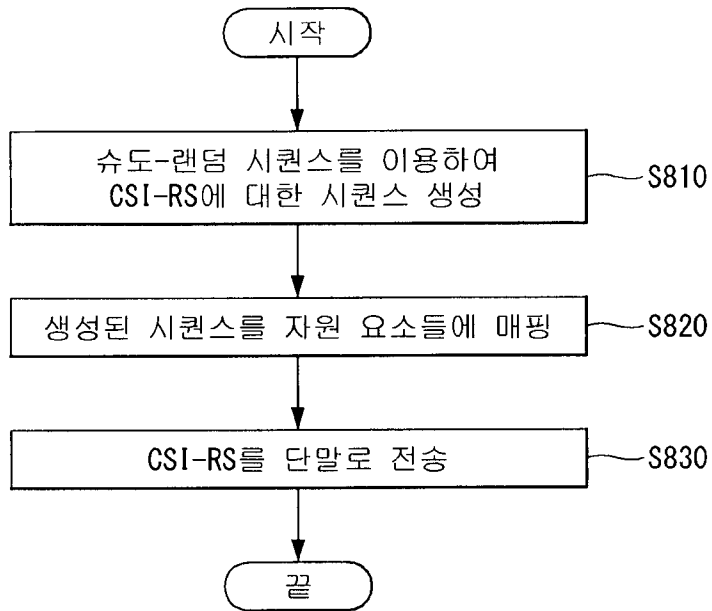 시작
슈도-랜덤 시퀀스를 이용하여
CSI-RS에 대한 시퀀스 생성
S810
생성된 시퀀스를 자원 요소들에 매핑
S820
CSI-RS를 단말로 전송
S830
끝